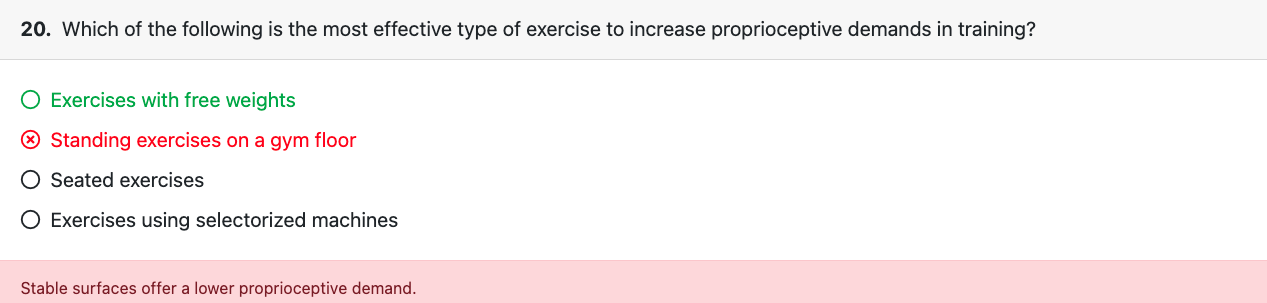 20. Which of the following is the most effective type of exercise to increase proprioceptive demands in training?
Exercises with free weights
Standing exercises on a gym floor
Seated exercises
Exercises using selectorized machines
Stable surfaces offer a lower proprioceptive demand.